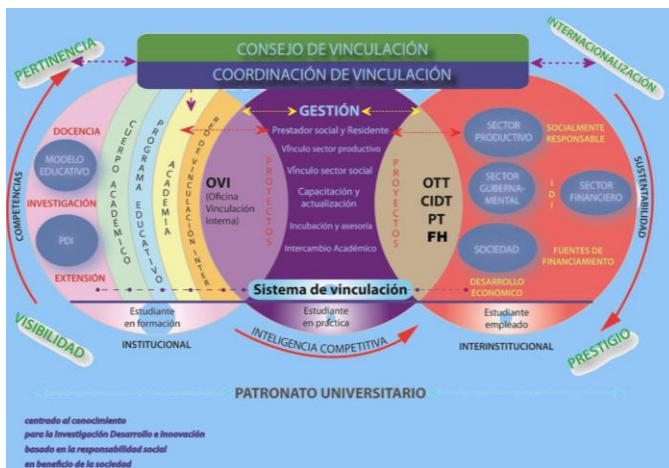 CONSEJO DE VINCULACIÓN
COORDINACIÓN DE VINCULACIÓN
PERTINENCIA
INTERNACIONALIZACIÓN
COMPETENCIAS
VISIBILIDAD
DOCENCIA
MODELO
EDUCATIVO
INVESTIGACIÓN
PDI
EXTENSIÓN
CUERPO ACADÉMICO
PROGRAMA EDUCATIVO
ACADEMIA
RED DE VINCULACIÓN INTER
OVI
(Oficina
Vinculación
Interna)
PROYECTOS
GESTIÓN
Prestador social y Residente
Vínculo sector productivo
Vínculo sector social
Capacitación y
actualización
Incubación y asesoría
Intercambio Académico
PROYECTOS
OTT
CIDT
PT
FH
SECTOR
PRODUCTIVO
SOCIALMENTE
RESPONSABLE
SECTOR
GUBERNA-
MENTAL
I D I
SECTOR
FINANCIERO
SOCIEDAD
FUENTES DE
FINANCIAMIENTO
DESARROLLO
ECONÓMICO
SUSTENTABILIDAD
PRESTIGIO
Sistema de vinculación
Estudiante
en formación
Estudiante
en práctica
Estudiante
empleado
INSTITUCIONAL
INTELIGENCIA COMPETITIVA
INTERINSTITUCIONAL
PATRONATO UNIVERSITARIO
centrado al conocimiento
para la Investigación Desarrollo e Innovación
basado en la responsabilidad social
en beneficio de la sociedad